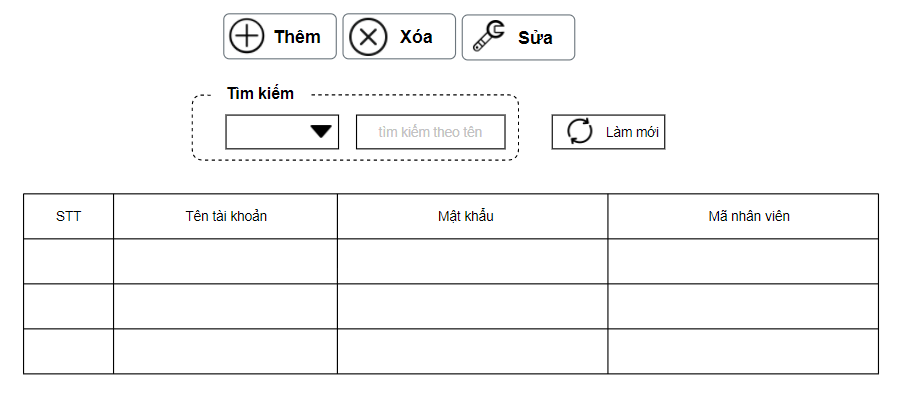 Thêm Xóa Sửa
Tìm kiếm
tìm kiếm theo tên Làm mới
STT Tên tài khoản Mật khẩu Mã nhân viên